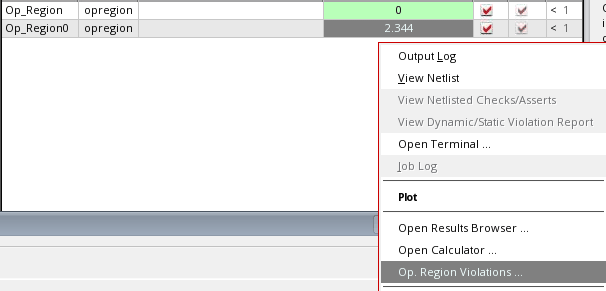 Op_Region opregion 0 < 1
Op_Region0 opregion 2.344 < 1
Output Log
View Netlist
View Netlisted Checks/Asserts
View Dynamic/Static Violation Report
Open Terminal ...
Job Log
Plot
Open Results Browser ...
Open Calculator ...
Op. Region Violations ...